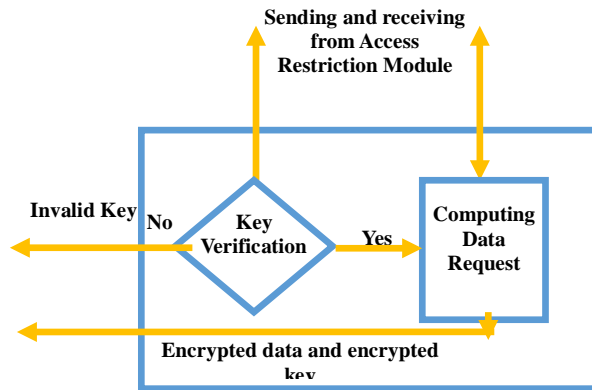 Sending and receiving
from Access
Restriction Module
Invalid Key
No
Key
Verification
Yes
Computing
Data
Request
Encrypted data and encrypted
key